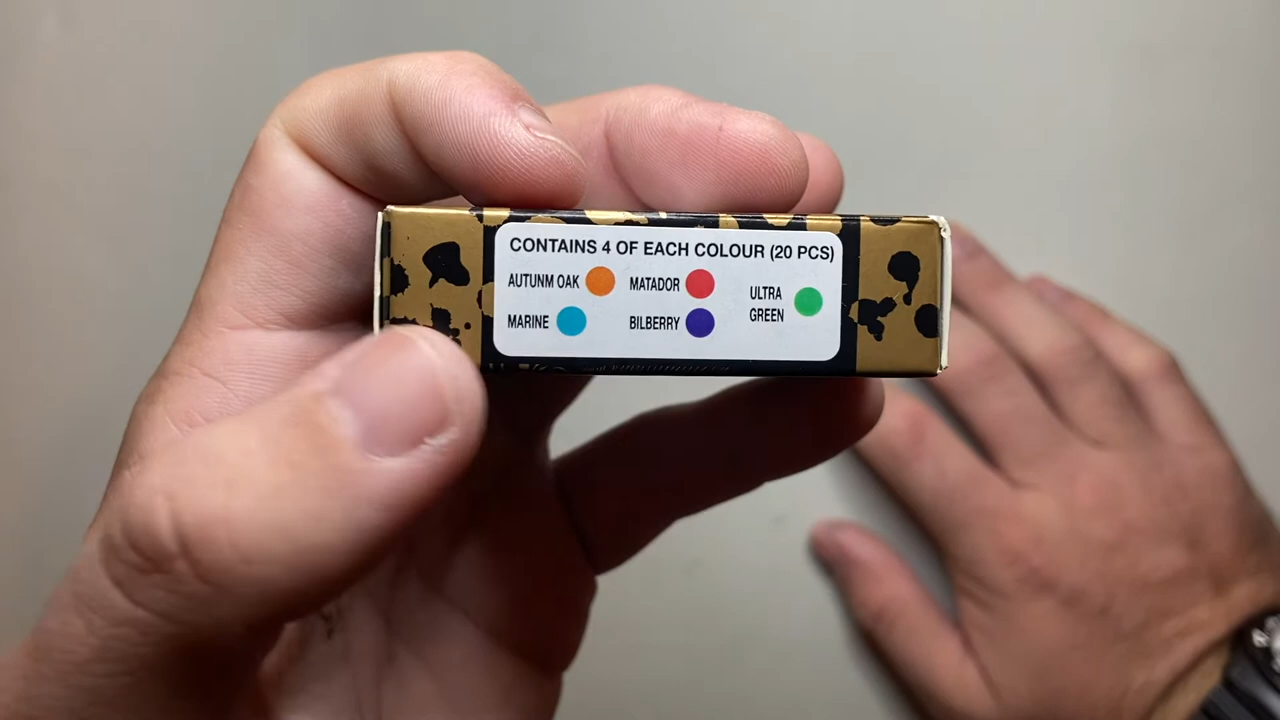 CONTAINS 4 OF EACH COLOUR (20 PCS)
AUTUNM OAK
MATADOR
ULTRA
GREEN
MARINE
BILBERRY